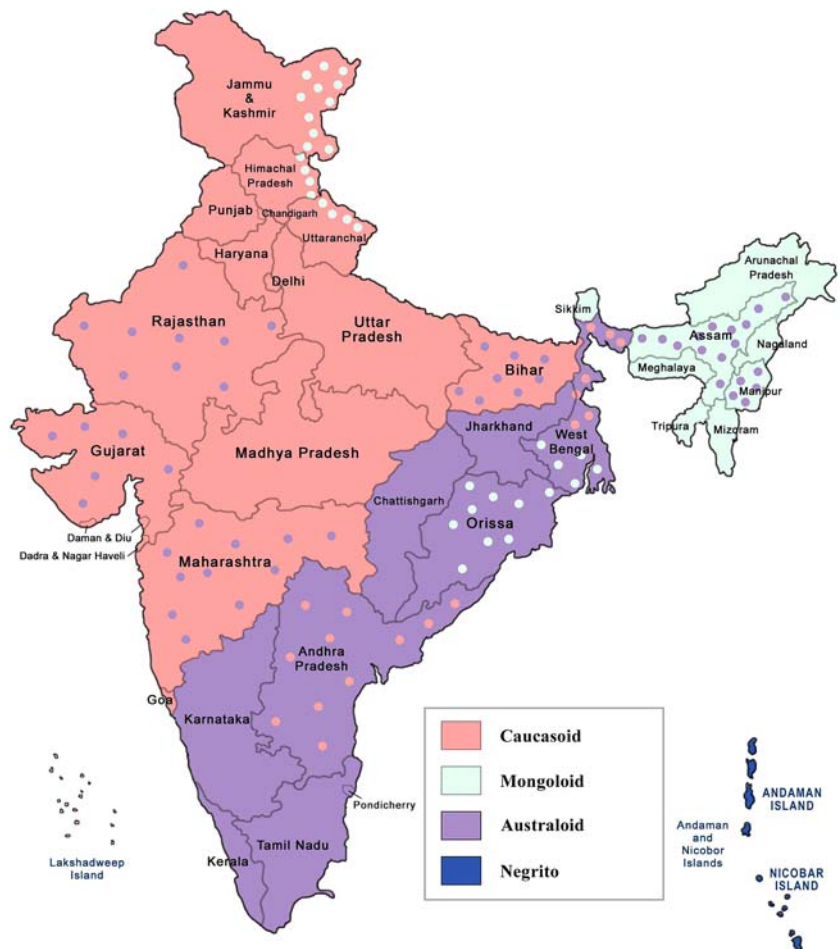 Jammu
&
Kashmir
Himachal
Pradesh
Punjab
Chandigarh
Uttaranchal
Haryana
Delhi
Arunachal
Pradesh
Sikkim
Rajasthan
Uttar
Pradesh
Assam
Nagaland
Bihar
Meghalaya
Manipur
Jharkhand
Tripura
Mizoram
West
Bengal
Gujarat
Madhya Pradesh
Chattishgarh
Orissa
Daman & Diu
Dadra & Nagar Haveli
Maharashtra
Andhra
Pradesh
Goa
Karnataka
Caucasoid
Mongoloid
Australoid
Negrito
Pondicherry
Tamil Nadu
Kerala
Lakshadweep
Island
ANDAMAN
ISLAND
Andaman
and
Nicobor
Islands
NICOBAR
ISLAND